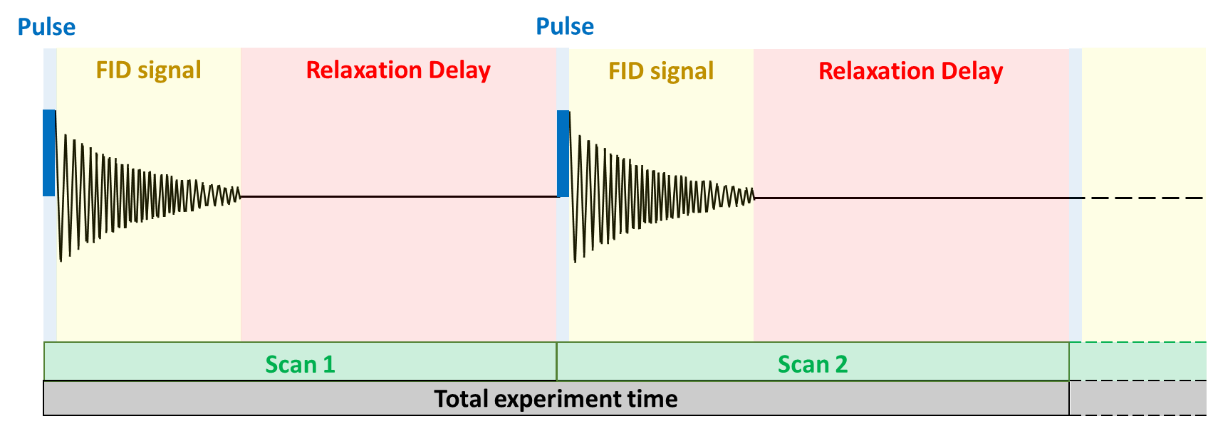 Pulse
Pulse
FID signal
Relaxation Delay
FID signal
Relaxation Delay
Scan 1
Scan 2
Total experiment time